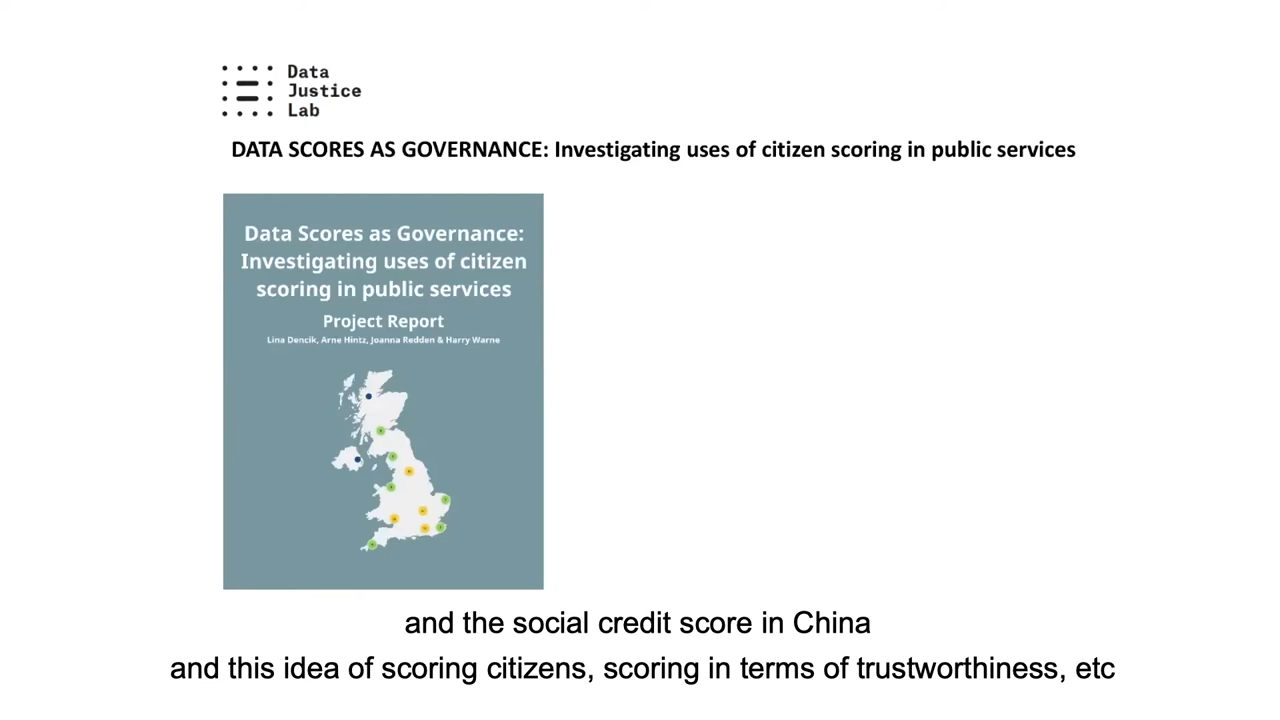 Data
Justice
Lab
DATA SCORES AS GOVERNANCE: Investigating uses of citizen scoring in public services
Data Scores as Governance:
Investigating uses of citizen
scoring in public services
Project Report
Lina Dencik, Arne Hintz, Joanna Redden & Harry Warne
and the social credit score in China
and this idea of scoring citizens, scoring in terms of trustworthiness, etc